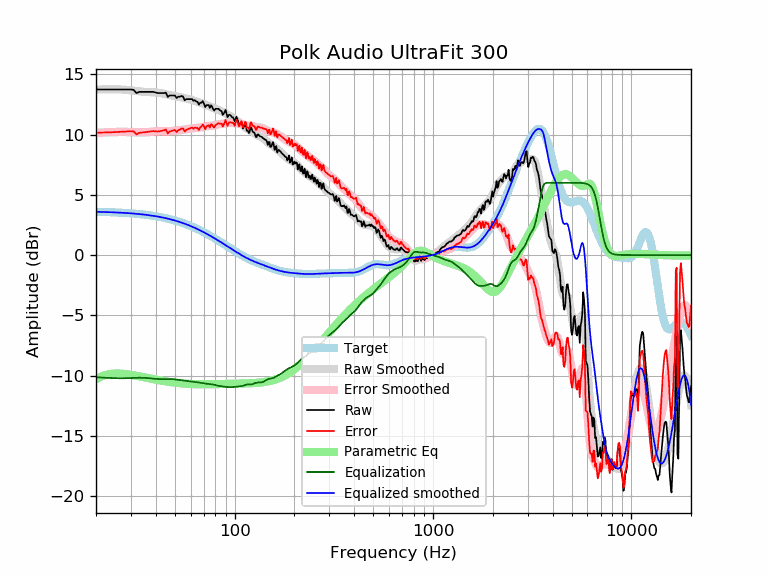 Polk Audio UltraFit 300
15
10
5
0
−5
−10
−15
−20
Amplitude (dBr)
Target
Raw Smoothed
Error Smoothed
Raw
Error
Parametric Eq
Equalization
Equalized smoothed
100
1000
10000
Frequency (Hz)